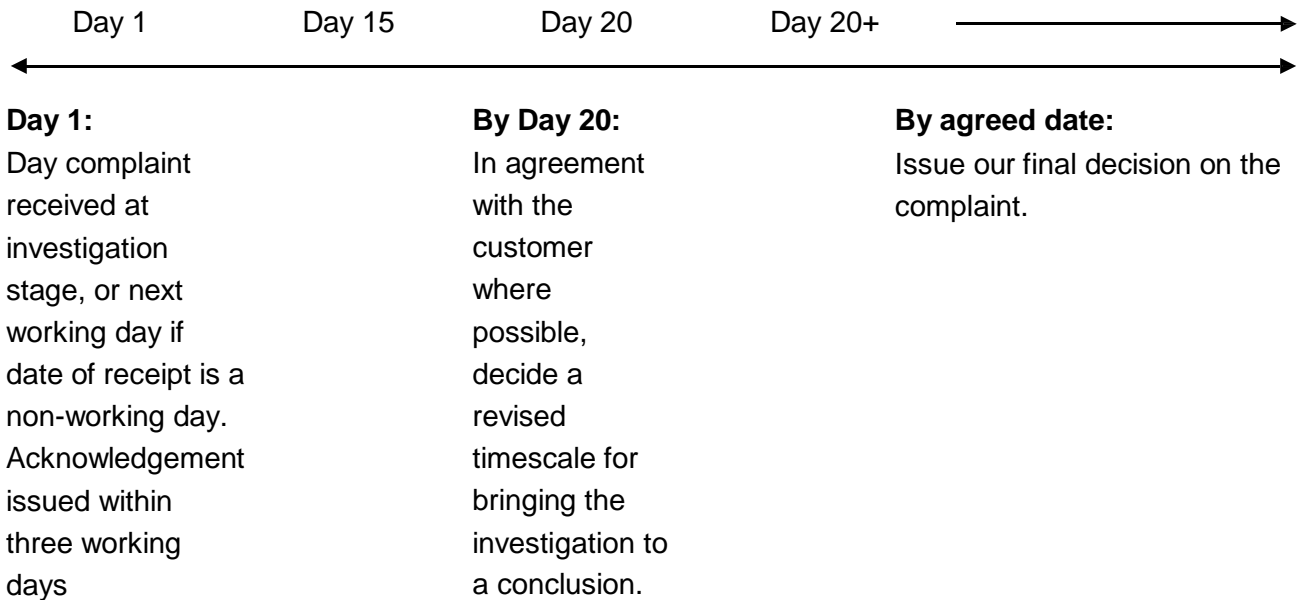 Day 1 Day 15 Day 20 Day 20+
Day 1:
Day complaint
received at
investigation
stage, or next
working day if
date of receipt is a
non-working day.
Acknowledgement
issued within
three working
days
By Day 20:
In agreement
with the
customer
where
possible,
decide a
revised
timescale for
bringing the
investigation to
a conclusion.
By agreed date:
Issue our final decision on the
complaint.